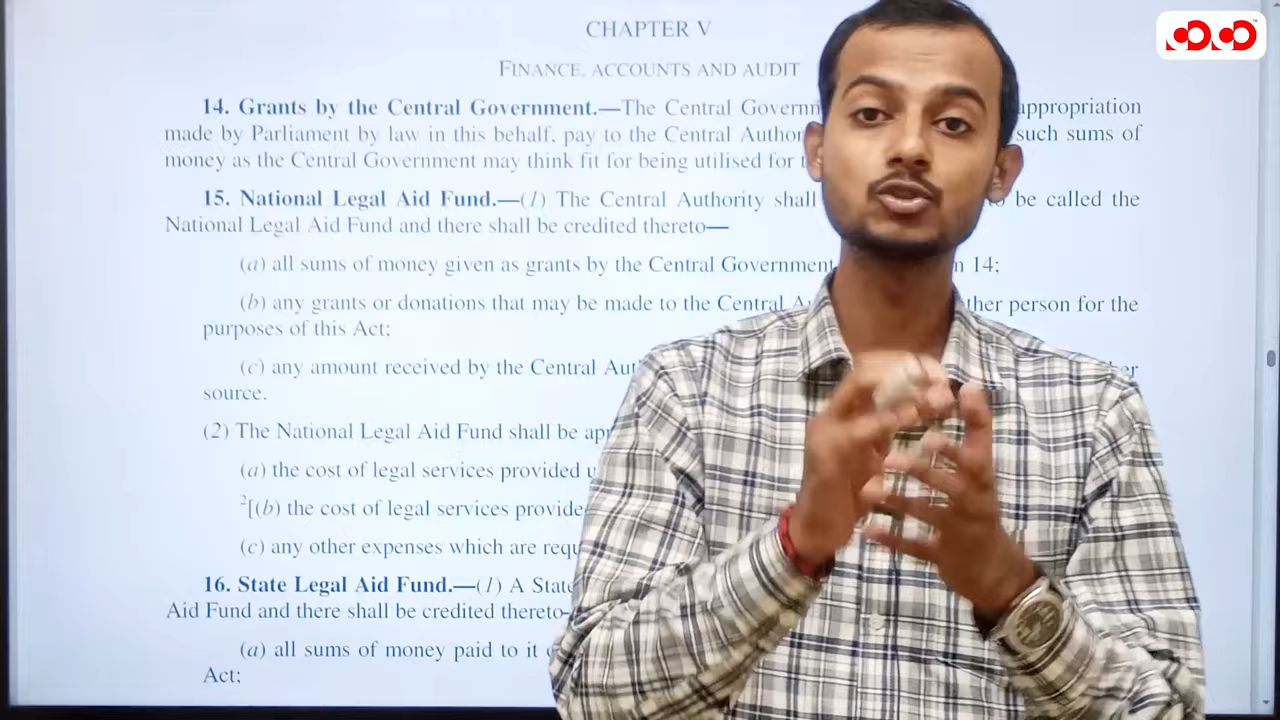 CHAPTER V
FINANCE, ACCOUNTS AND AUDIT
14. Grants by the Central Government.—The Central appropriation
made by Parliament by law in this behalf, pay to the Central such sums of
money as the Central Government may think fit for being utilised for
15. National Legal Aid Fund.—(1) The Central Authority shall be called the
National Legal Aid Fund and there shall be credited thereto—
(a) all sums of money given as grants by the Central Government 14;
(b) any grants or donations that may be made to the Central person for the
purposes of this Act;
(c) any amount received by the Central
source.
(2) The National Legal Aid Fund shall be
(a) the cost of legal services provided
2[(b) the cost of legal services
(c) any other expenses which are
16. State Legal Aid Fund.—(1) A
Aid Fund and there shall be credited thereto
(a) all sums of money paid to it
Act;